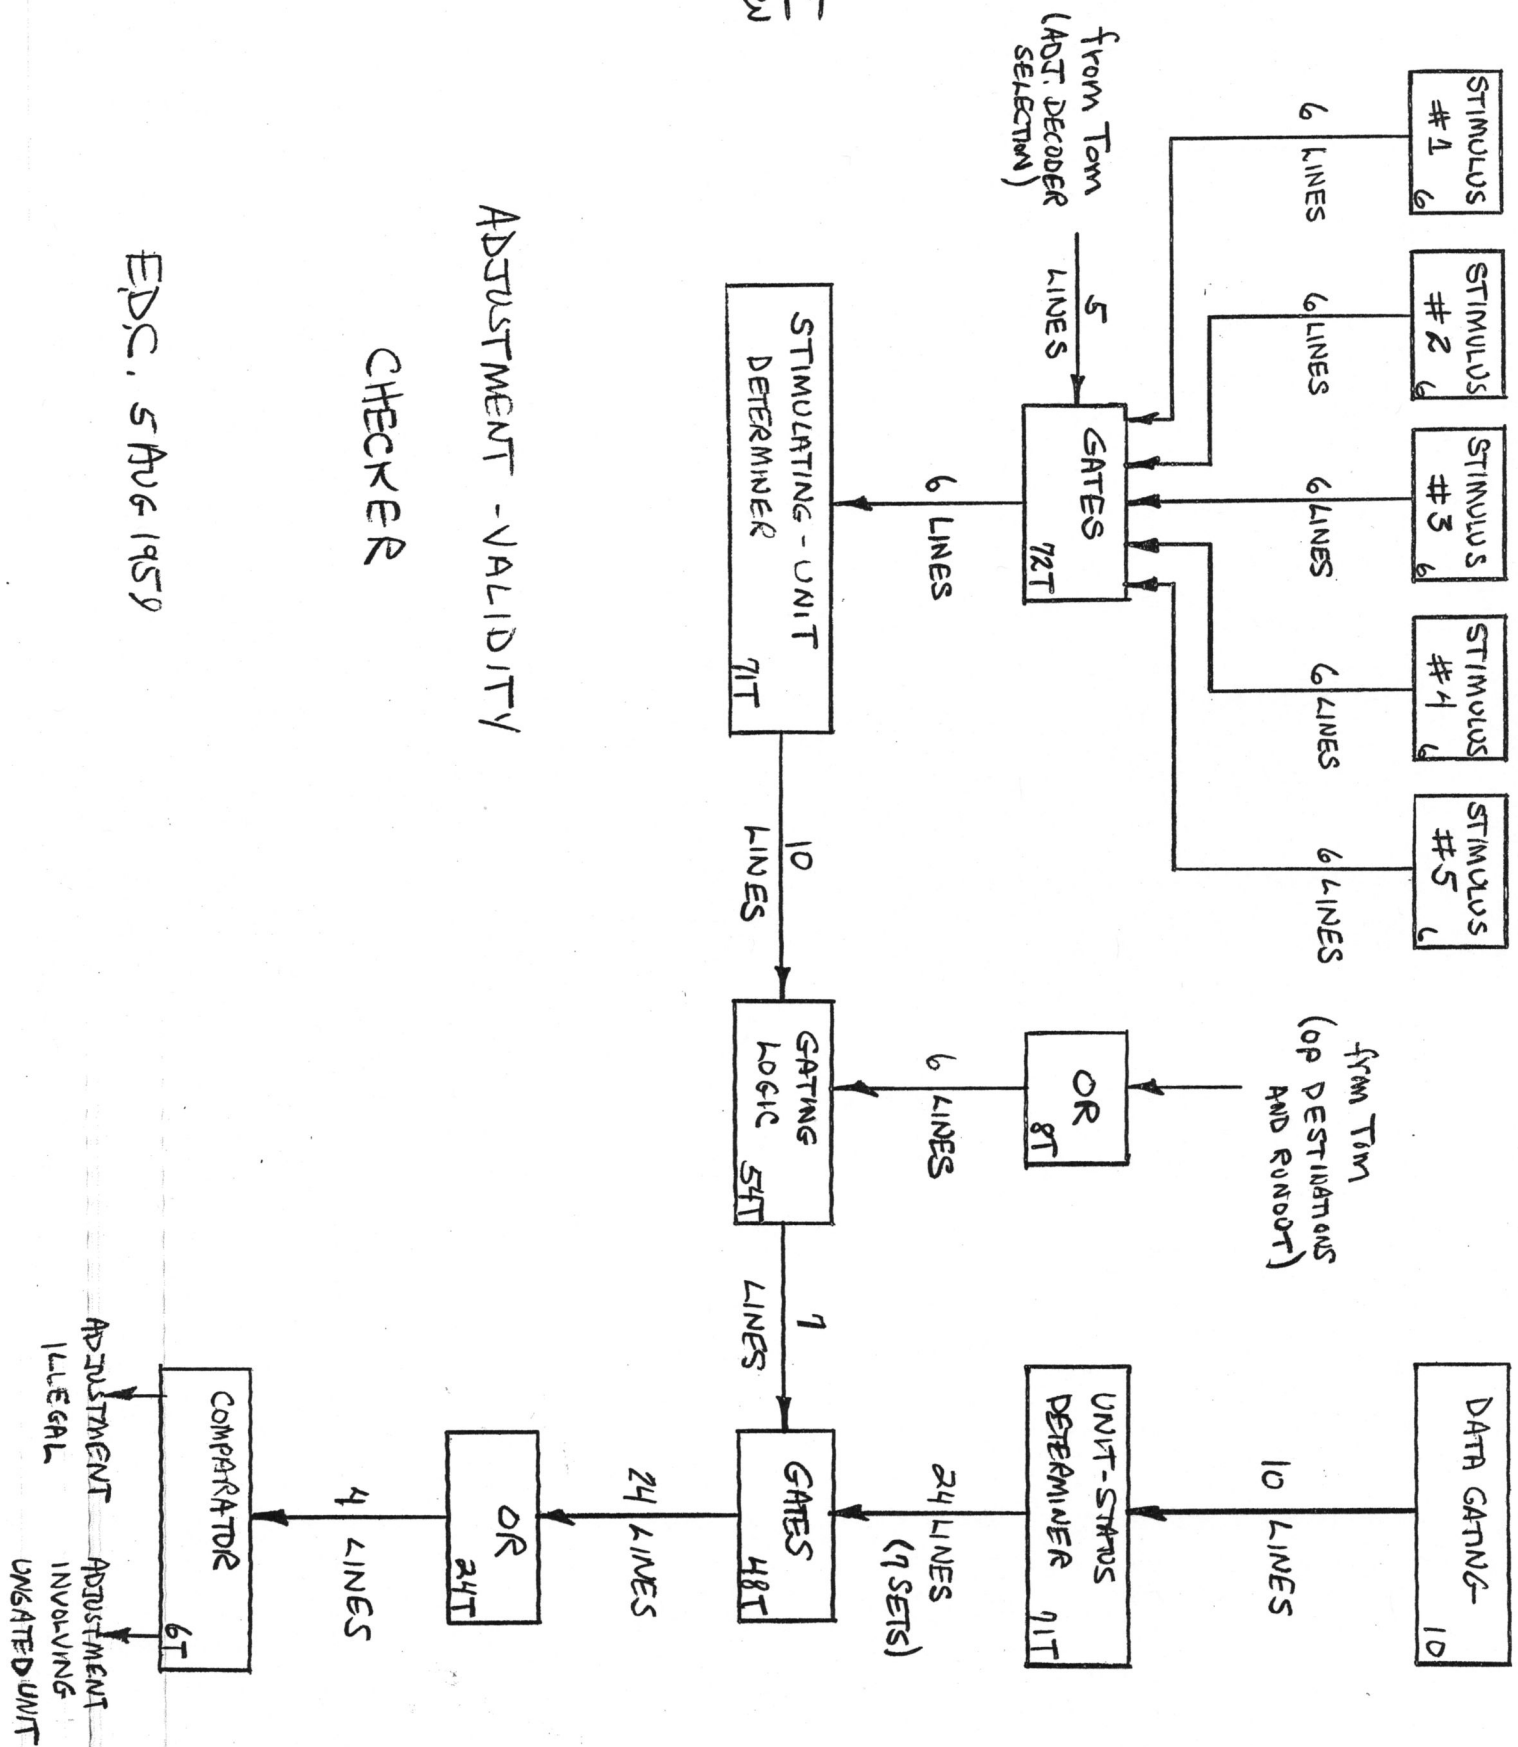 STIMULUS
#1
6
STIMULUS
#2
6
STIMULUS
#3
6
STIMULUS
#4
6
STIMULUS
#5
6
DATA GATING
10
6 LINES
6 LINES
6 LINES
6 LINES
6 LINES
from Tom
(OP DESTINATIONS
AND RUNOUT)
10 LINES
from Tom
(ADJ. DECODER
SELECTION)
5
LINES
GATES
72T
OR
8T
UNIT-STATUS
DETERMINER
71T
6 LINES
6 LINES
24 LINES
(7 SETS)
STIMULATING-UNIT
DETERMINER
71T
10
LINES
GATING
LOGIC
54T
7
LINES
GATES
48T
24 LINES
ADJUSTMENT-VALIDITY
CHECKER
OR
24T
4 LINES
COMPARATOR
6T
EDC. 5 AUG 1959
ADJUSTMENT
ILLEGAL
ADJUSTMENT
INVOLVING
UNGATED UNIT